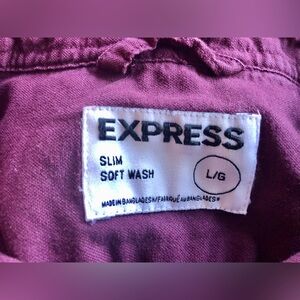 EXPRESS
SLIM
SOFT WASH
L/G
MADE IN BANGLADESH/FABRIQUÉ AU BANGLADESH